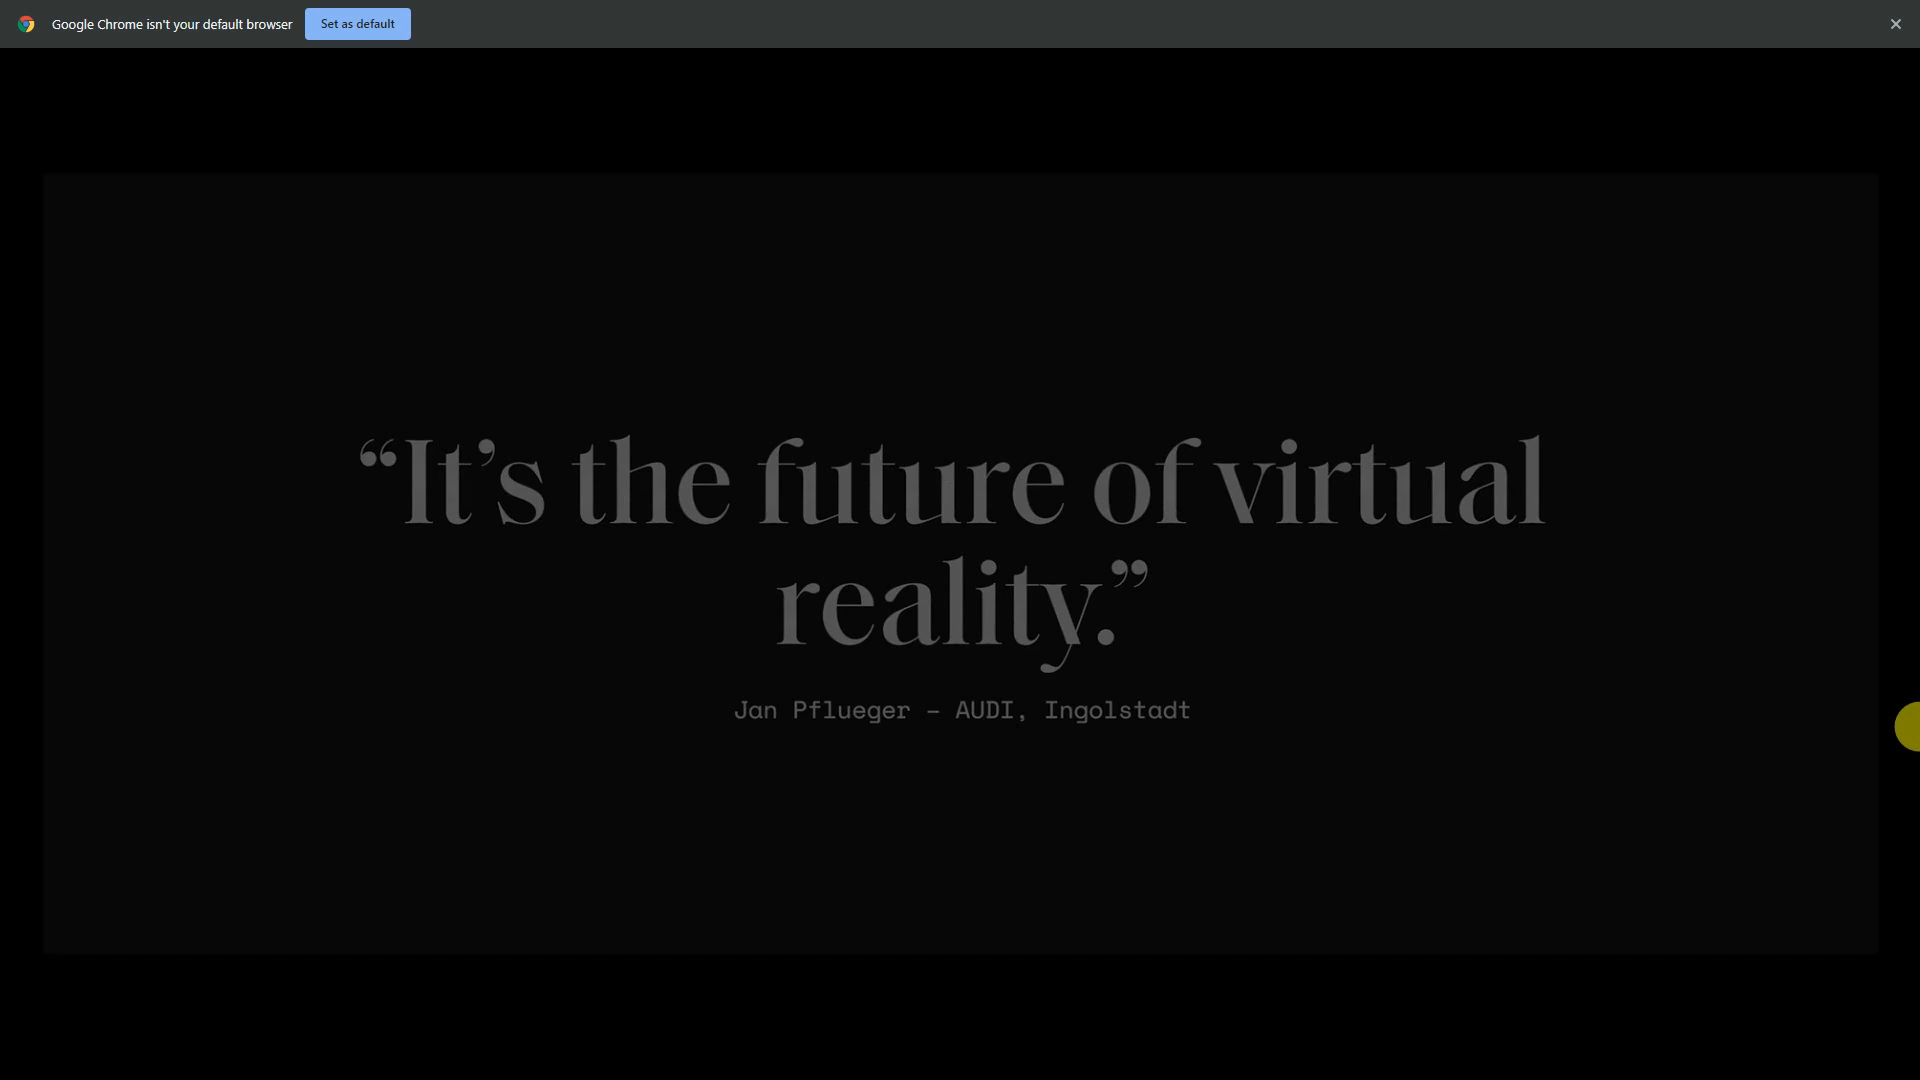 Google Chrome isn't your default browser
Set as default
“It’s the future of virtual
reality.”
Jan Pflueger – AUDI, Ingolstadt